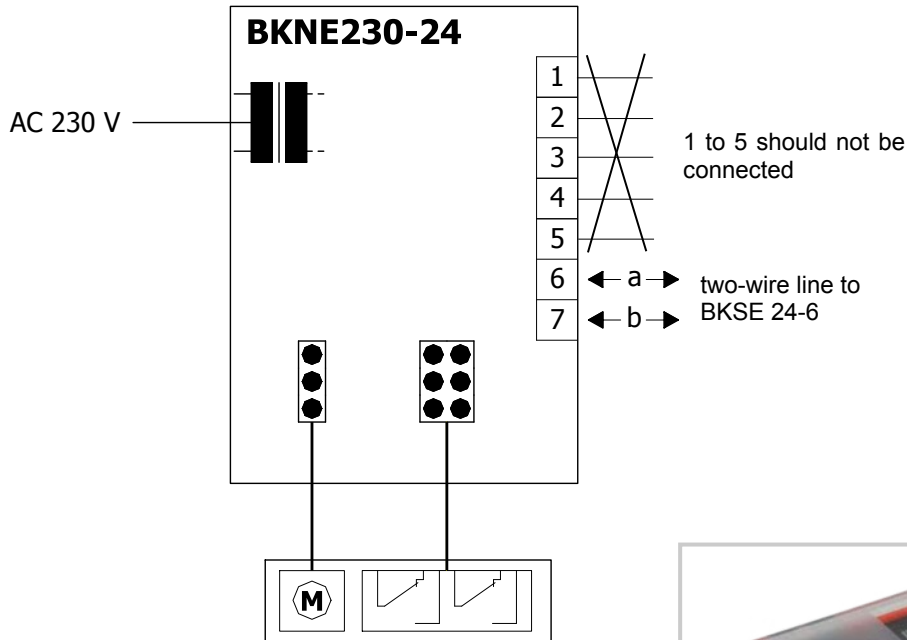 BKNE230-24
AC 230 V
1
2
3
4
5
6
7
1 to 5 should not be
connected
a
b
two-wire line to
BKSE 24-6
M